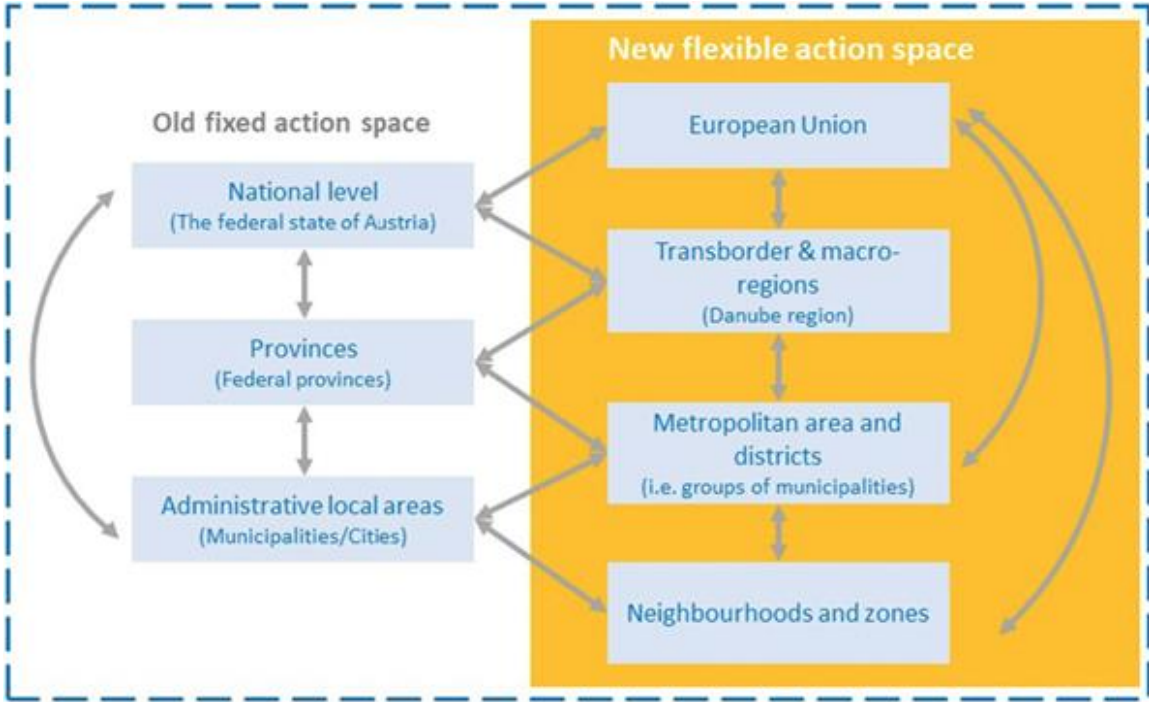 New flexible action space
European Union
Old fixed action space
National level
(The federal state of Austria)
Transborder & macro-
regions
(Danube region)
Provinces
(Federal provinces)
Metropolitan area and
districts
(i.e. groups of municipalities)
Administrative local areas
(Municipalities/Cities)
Neighbourhoods and zones